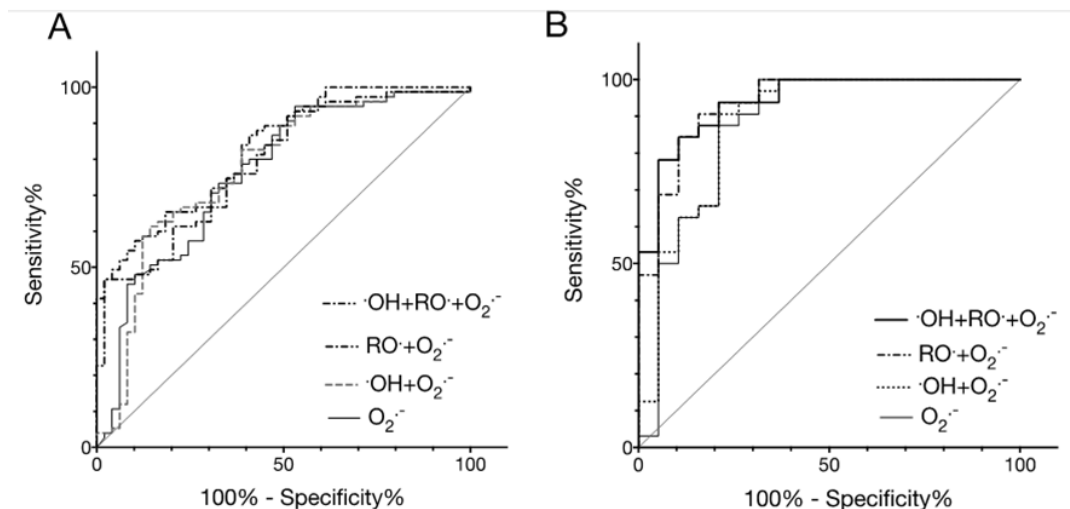 A
100
Sensitivity%
50
0
·OH+RO·+O₂·⁻
RO·+O₂·⁻
·OH+O₂·⁻
O₂·⁻
0
50
100
100% - Specificity%
B
100
Sensitivity%
50
0
·OH+RO·+O₂·⁻
RO·+O₂·⁻
·OH+O₂·⁻
O₂·⁻
0
50
100
100% - Specificity%